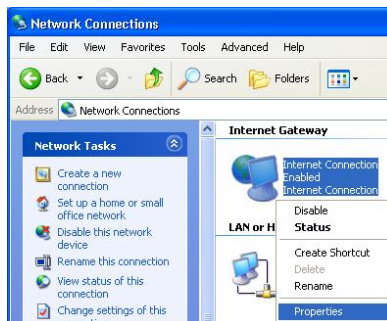 Network Connections
File Edit View Favorites Tools Advanced Help
Back Search Folders
Address Network Connections
Network Tasks
Create a new
connection
Set up a home or small
office network
Disable this network
device
Rename this connection
View status of this
connection
Change settings of this
Internet Gateway
Internet Connection
Enabled
Internet Connection
LAN or H
Disable
Status
Create Shortcut
Delete
Rename
Properties